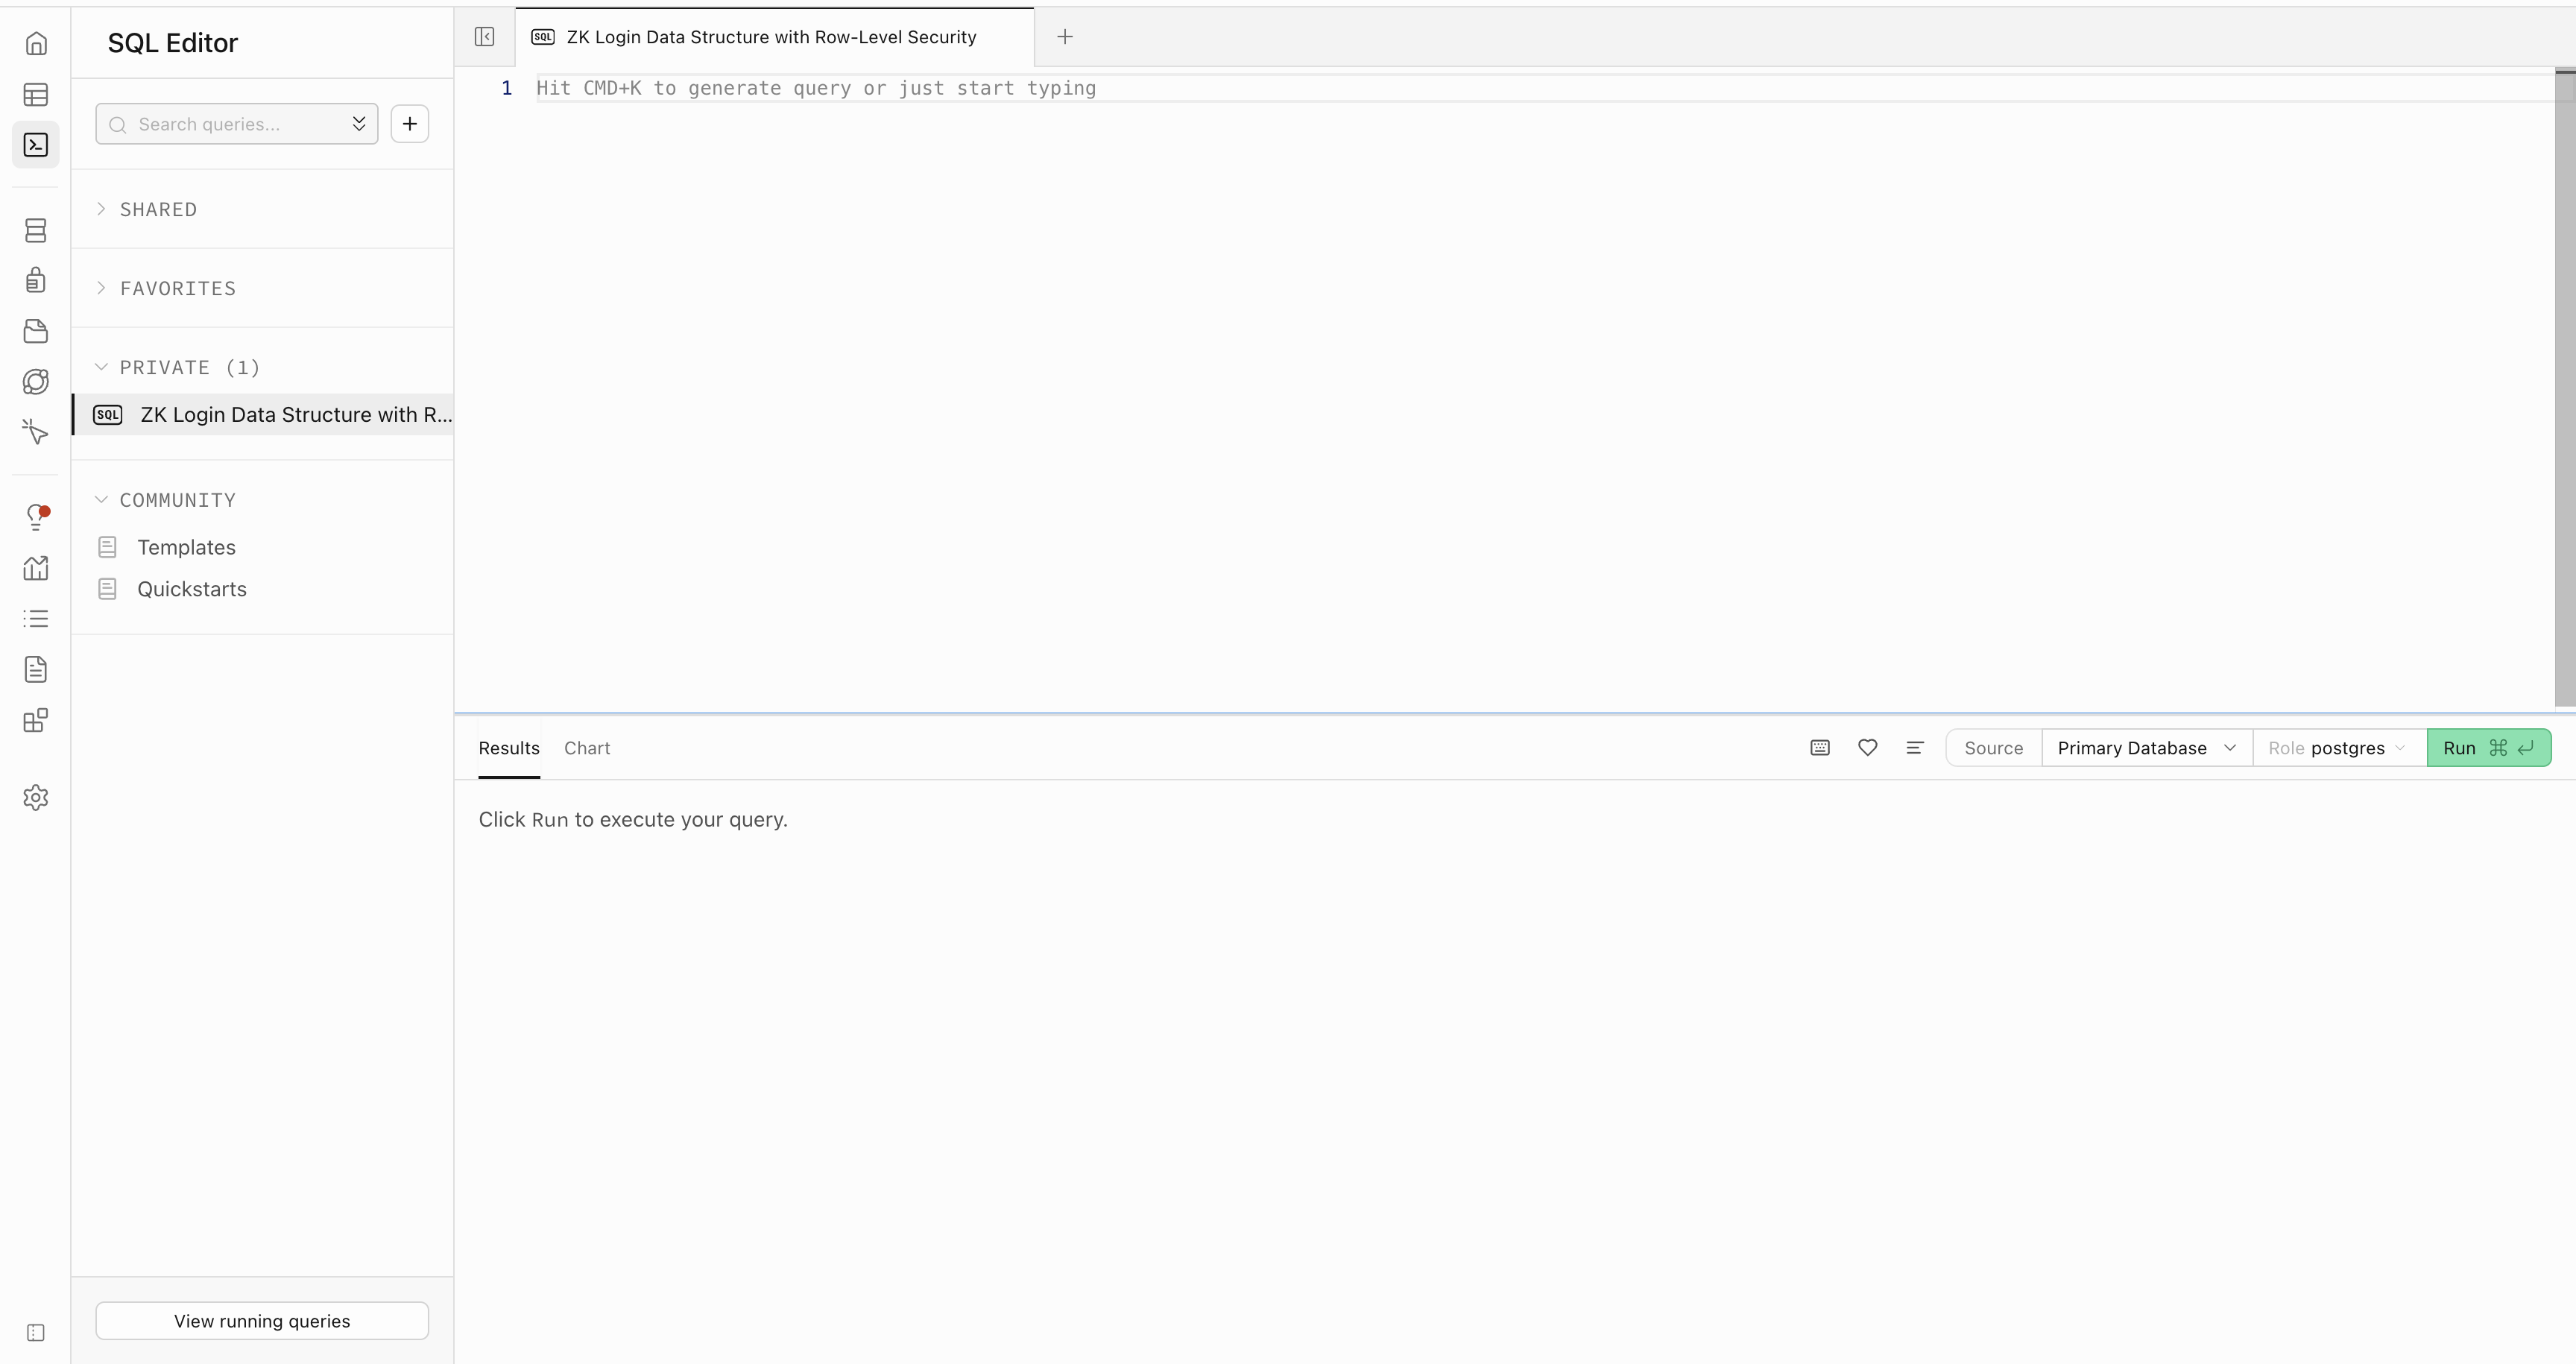 SQL Editor
Search queries...
SHARED
FAVORITES
PRIVATE (1)
SQL ZK Login Data Structure with R...
COMMUNITY
Templates
Quickstarts
View running queries
SQL ZK Login Data Structure with Row-Level Security
1 Hit CMD+K to generate query or just start typing
Results Chart
Source Primary Database Role postgres Run ⌘ ↵
Click Run to execute your query.